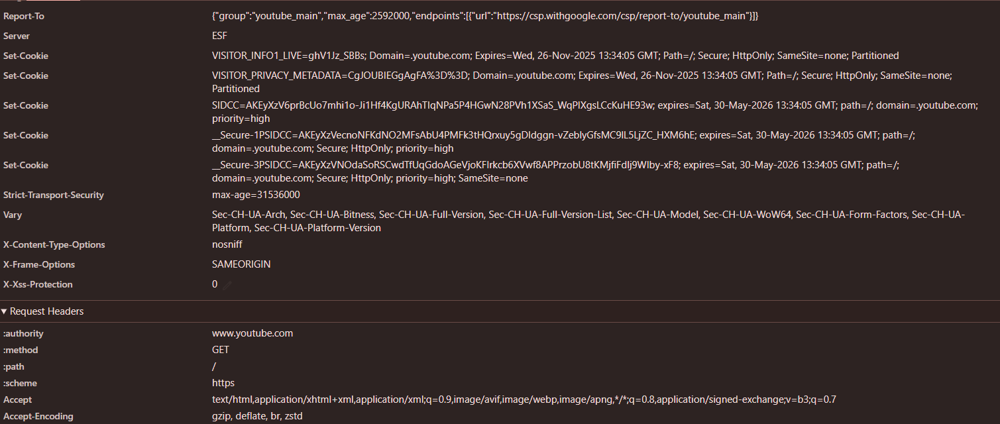 Report-To {"group":"youtube_main","max_age":2592000,"endpoints":[{"url":"https://csp.withgoogle.com/csp/report-to/youtube_main"}]}
Server ESF
Set-Cookie VISITOR_INFO1_LIVE=ghV1Jz_SBBs; Domain=.youtube.com; Expires=Wed, 26-Nov-2025 13:34:05 GMT; Path=/; Secure; HttpOnly; SameSite=none; Partitioned
Set-Cookie VISITOR_PRIVACY_METADATA=CgJOUBIEGgAgFA%3D%3D; Domain=.youtube.com; Expires=Wed, 26-Nov-2025 13:34:05 GMT; Path=/; Secure; HttpOnly; SameSite=none;
Partitioned
Set-Cookie SIDCC=AKEyXzV6prBcUo7mhi1o-Ji1Hf4KgURAhTIqNPa5P4HGwN28PVh1XSaS_WqPlXgsLCcKuHE93w; expires=Sat, 30-May-2026 13:34:05 GMT; path=/; domain=.youtube.com;
priority=high
Set-Cookie __Secure-1PSIDCC=AKEyXzVecnoNFKdNO2MFsAbU4PMFk3tHQrxuy5gDIdggn-vZeblyGfsMC9IL5LjZC_HXM6hE; expires=Sat, 30-May-2026 13:34:05 GMT; path=/;
domain=.youtube.com; Secure; HttpOnly; priority=high
Set-Cookie __Secure-3PSIDCC=AKEyXzVNOdaSoRSCwdTfUqGdoAGeVjoKFIrkcb6XVwf8APPrzobU8tKMjfiFdIj9WIby-xF8; expires=Sat, 30-May-2026 13:34:05 GMT; path=/;
domain=.youtube.com; Secure; HttpOnly; priority=high; SameSite=none
Strict-Transport-Security max-age=31536000
Vary Sec-CH-UA-Arch, Sec-CH-UA-Bitness, Sec-CH-UA-Full-Version, Sec-CH-UA-Full-Version-List, Sec-CH-UA-Model, Sec-CH-UA-WoW64, Sec-CH-UA-Form-Factors, Sec-CH-UA-
Platform, Sec-CH-UA-Platform-Version
X-Content-Type-Options nosniff
X-Frame-Options SAMEORIGIN
X-Xss-Protection 0
Request Headers
:authority www.youtube.com
:method GET
:path /
:scheme https
Accept text/html,application/xhtml+xml,application/xml;q=0.9,image/avif,image/webp,image/apng,*/*;q=0.8,application/signed-exchange;v=b3;q=0.7
Accept-Encoding gzip, deflate, br, zstd